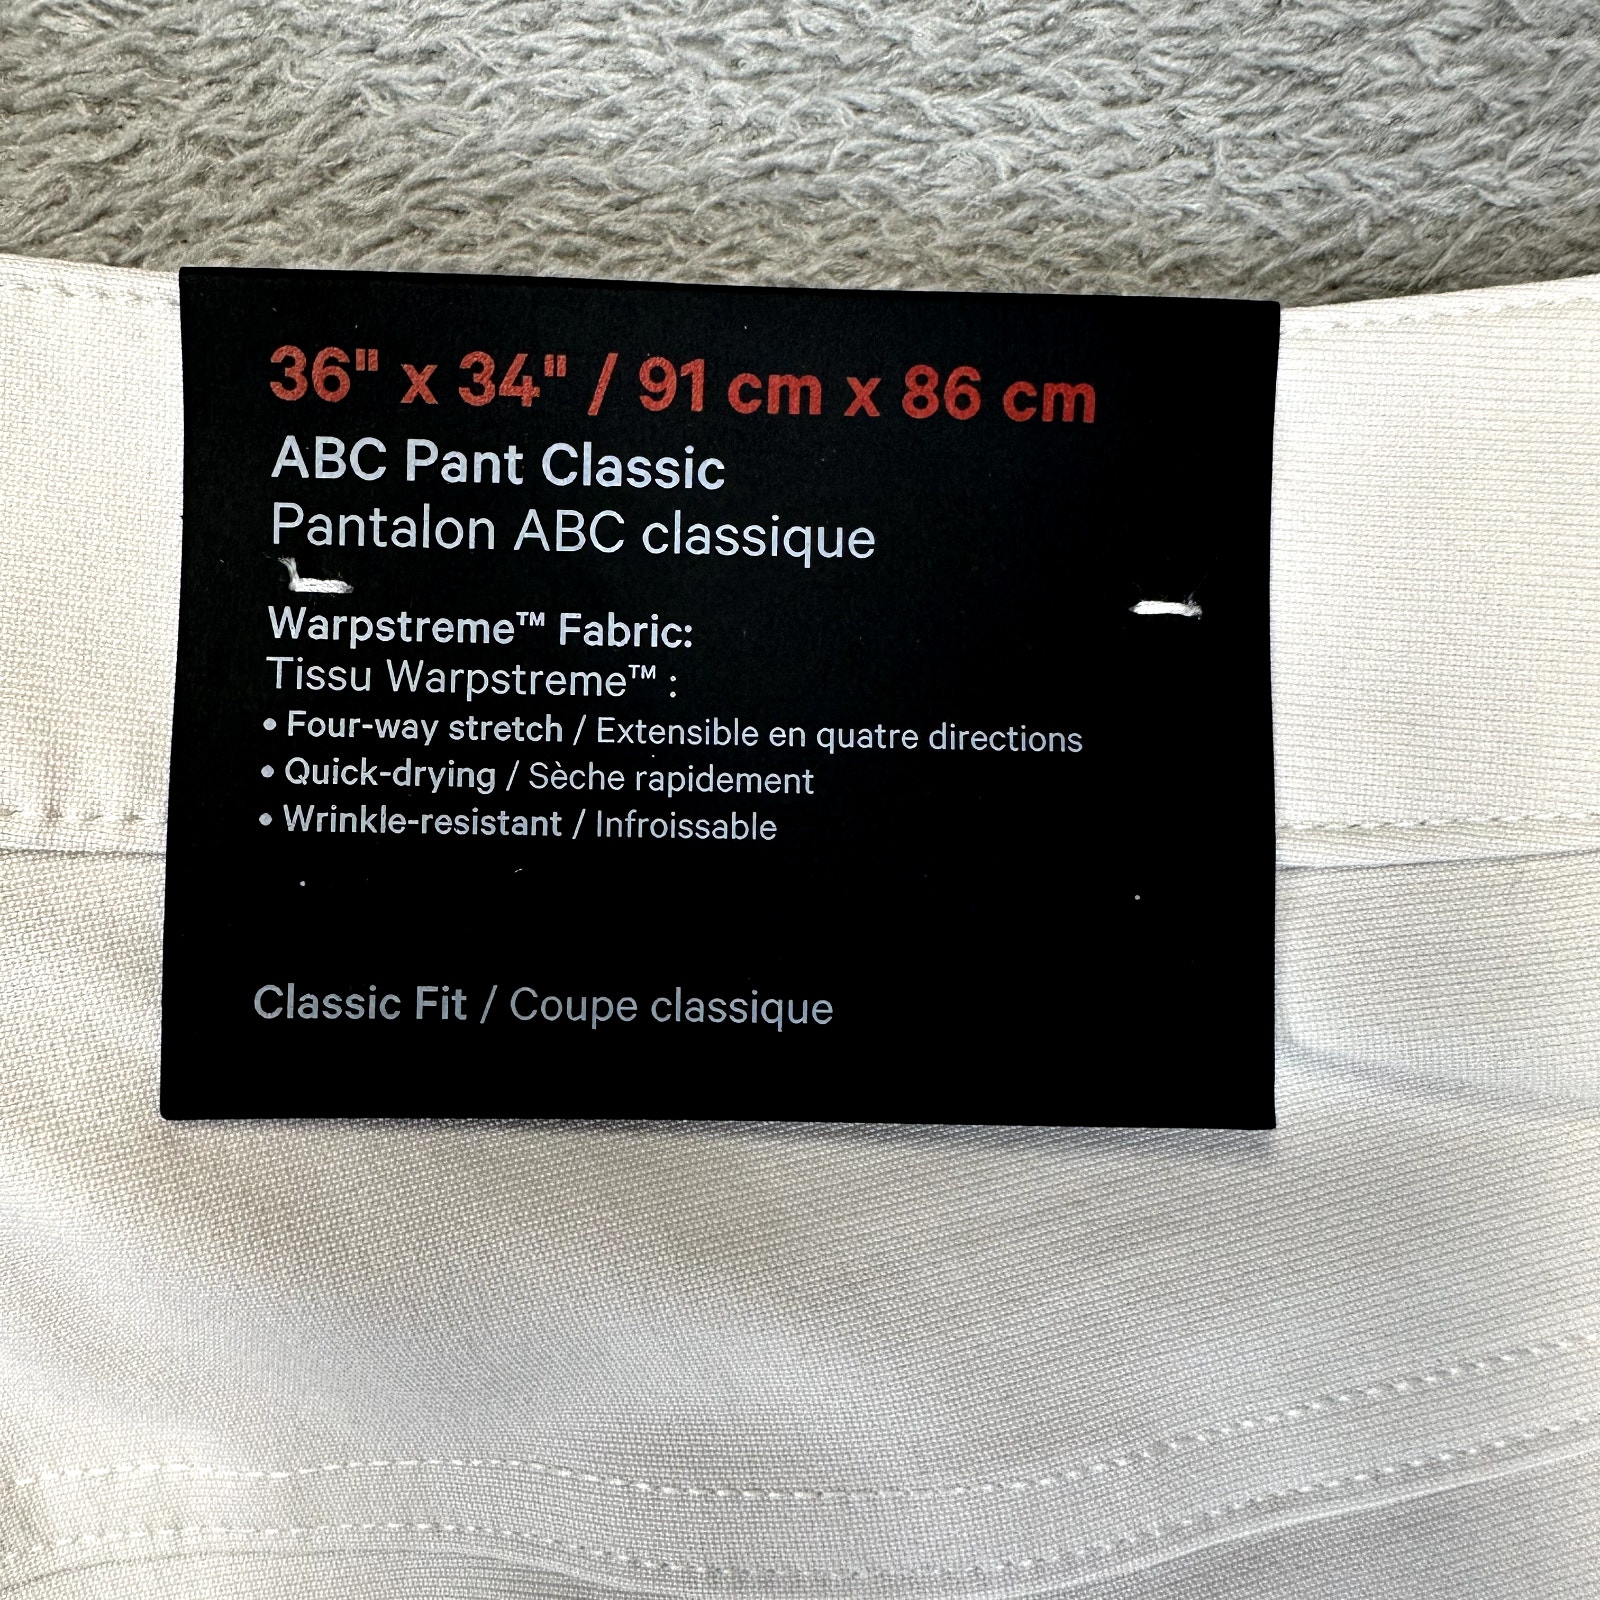 36" x 34" / 91 cm x 86 cm
ABC Pant Classic
Pantalon ABC classique
Warpstreme™ Fabric:
Tissu Warpstreme™ :
• Four-way stretch / Extensible en quatre directions
• Quick-drying / Sèche rapidement
• Wrinkle-resistant / Infroissable
Classic Fit / Coupe classique